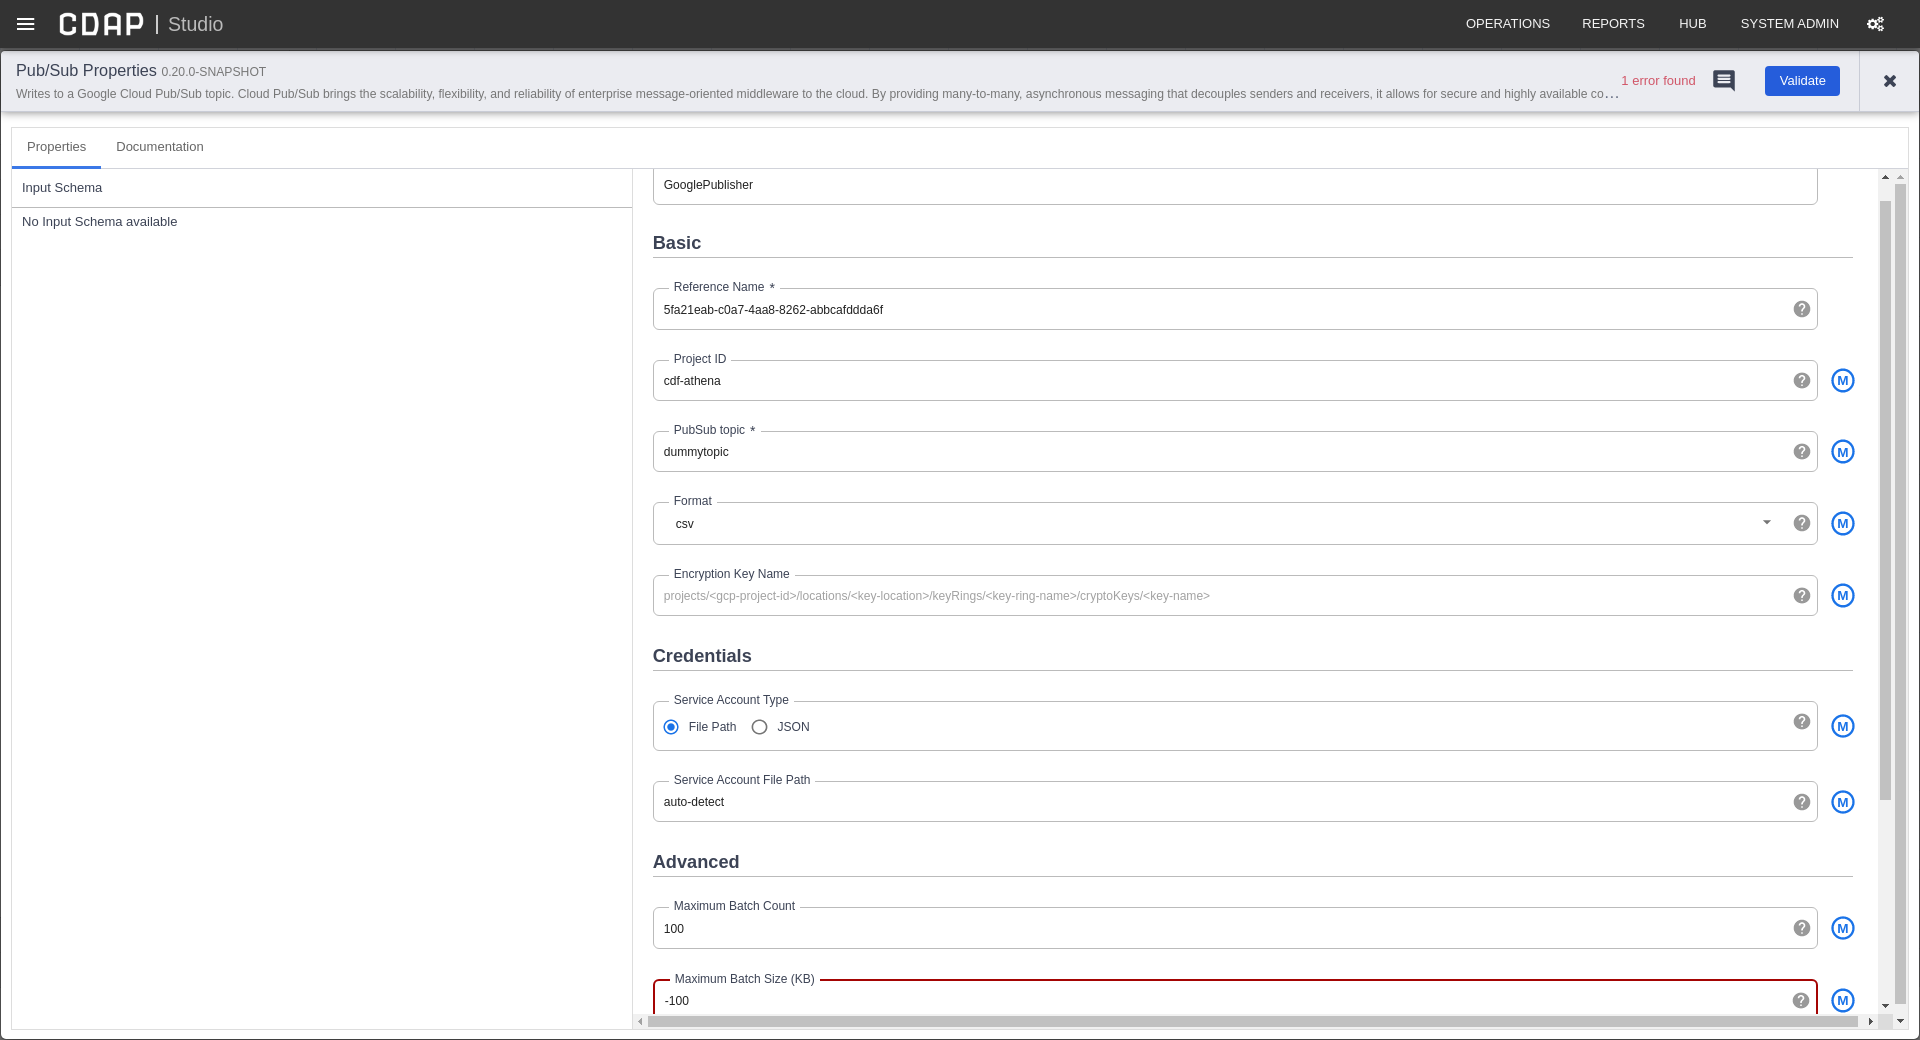 CDAP | Studio
OPERATIONS REPORTS HUB SYSTEM ADMIN
Pub/Sub Properties 0.20.0-SNAPSHOT
Writes to a Google Cloud Pub/Sub topic. Cloud Pub/Sub brings the scalability, flexibility, and reliability of enterprise message-oriented middleware to the cloud. By providing many-to-many, asynchronous messaging that decouples senders and receivers, it allows for secure and highly available co...
1 error found
Validate
Properties Documentation
Input Schema
No Input Schema available
GooglePublisher
Basic
Reference Name *
5fa21eab-c0a7-4aa8-8262-abbcafddda6f
Project ID
cdf-athena
M
PubSub topic *
dummytopic
M
Format
csv
M
Encryption Key Name
projects/<gcp-project-id>/locations/<key-location>/keyRings/<key-ring-name>/cryptoKeys/<key-name>
M
Credentials
Service Account Type
File Path JSON
M
Service Account File Path
auto-detect
M
Advanced
Maximum Batch Count
100
M
Maximum Batch Size (KB)
-100
M